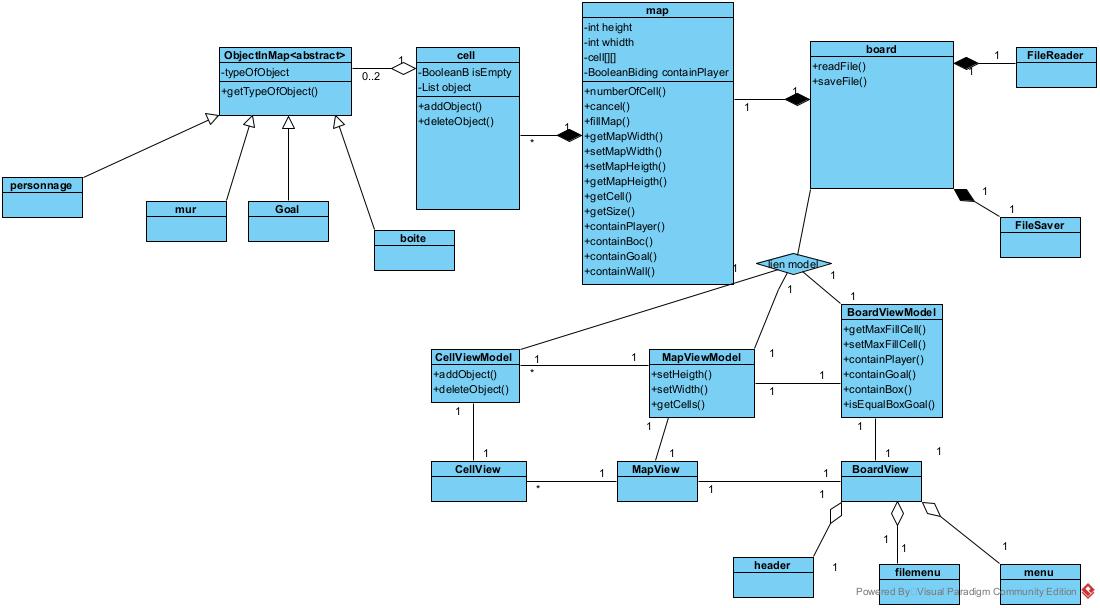 map
-int height
-int whidth
-cell[][]
-BooleanBiding containPlayer
+numberOfCell()
+cancel()
+fillMap()
+getMapWidth()
+setMapWidth()
+setMapHeigth()
+getMapHeigth()
+getCell()
+getSize()
+containPlayer()
+containBoc()
+containGoal()
+containWall()
ObjectInMap<abstract>
-typeOfObject
+getTypeOfObject()
1
0..2
cell
-BooleanB isEmpty
-List object
+addObject()
+deleteObject()
1
*
1
1
board
+readFile()
+saveFile()
1
1
FileReader
1
1
FileSaver
personnage
mur
Goal
boite
lien model
1
1
1
1
1
BoardViewModel
+getMaxFillCell()
+setMaxFillCell()
+containPlayer()
+containGoal()
+containBox()
+isEqualBoxGoal()
CellViewModel
+addObject()
+deleteObject()
1
*
1
MapViewModel
+setHeigth()
+setWidth()
+getCells()
1
1
1
1
1
1
1
1
1
CellView
*
1
MapView
1
1
BoardView
1
header
1
1
1
1
filemenu
menu
Powered By Visual Paradigm Community Edition